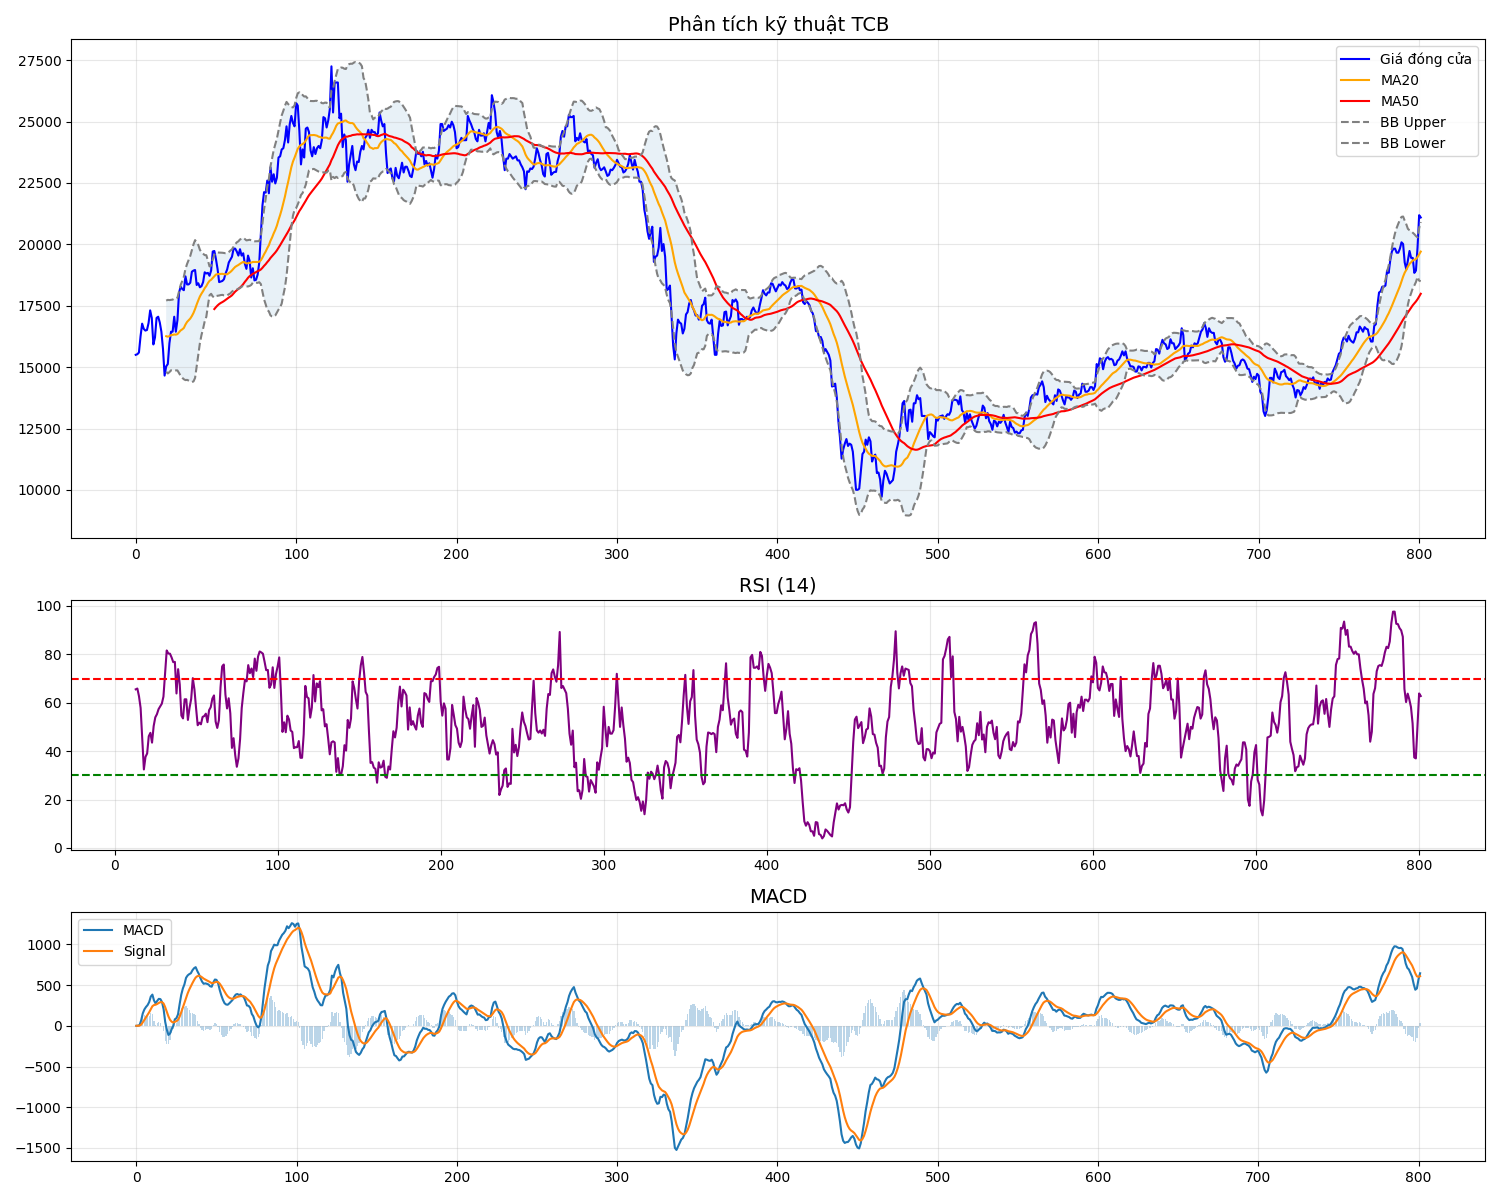 Phân tích kỹ thuật TCB
27500
25000
22500
20000
17500
15000
12500
10000
Giá đóng cửa
MA20
MA50
BB Upper
BB Lower
0 100 200 300 400 500 600 700 800
RSI (14)
100
80
60
40
20
0
0 100 200 300 400 500 600 700 800
MACD
MACD
Signal
1000
500
0
−500
−1000
−1500
0 100 200 300 400 500 600 700 800